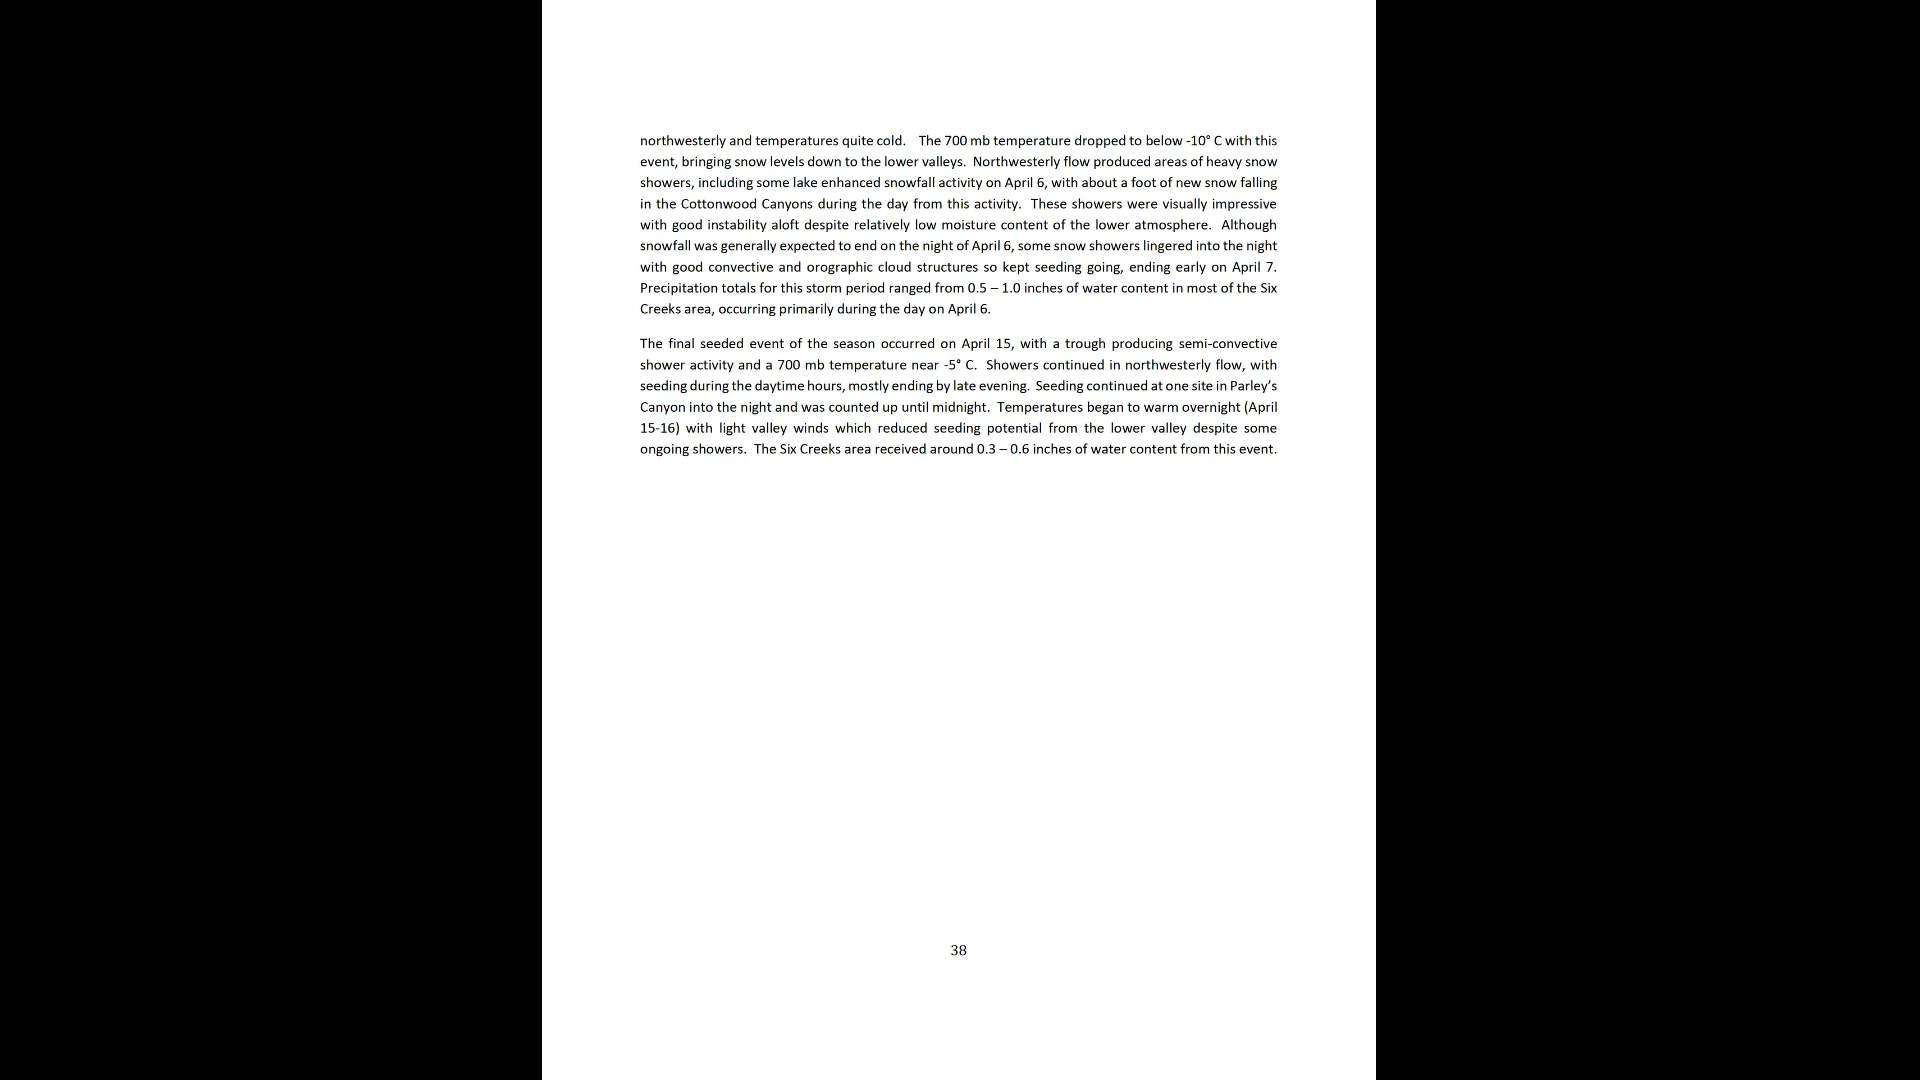 northwesterly and temperatures quite cold.   The 700 mb temperature dropped to below -10° C with this
event, bringing snow levels down to the lower valleys.  Northwesterly flow produced areas of heavy snow
showers, including some lake enhanced snowfall activity on April 6, with about a foot of new snow falling
in the Cottonwood Canyons during the day from this activity.  These showers were visually impressive
with good instability aloft despite relatively low moisture content of the lower atmosphere.  Although
snowfall was generally expected to end on the night of April 6, some snow showers lingered into the night
with good convective and orographic cloud structures so kept seeding going, ending early on April 7.
Precipitation totals for this storm period ranged from 0.5 – 1.0 inches of water content in most of the Six
Creeks area, occurring primarily during the day on April 6.
The final seeded event of the season occurred on April 15, with a trough producing semi-convective
shower activity and a 700 mb temperature near -5° C.  Showers continued in northwesterly flow, with
seeding during the daytime hours, mostly ending by late evening.  Seeding continued at one site in Parley’s
Canyon into the night and was counted up until midnight.  Temperatures began to warm overnight (April
15-16) with light valley winds which reduced seeding potential from the lower valley despite some
ongoing showers.  The Six Creeks area received around 0.3 – 0.6 inches of water content from this event.
38